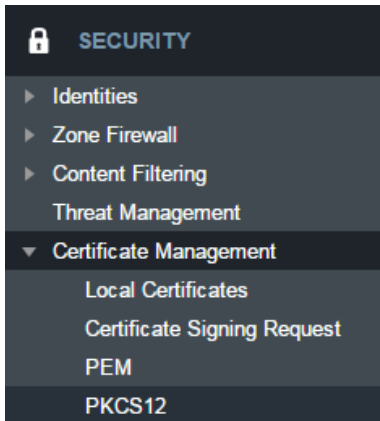 SECURITY
Identities
Zone Firewall
Content Filtering
Threat Management
Certificate Management
Local Certificates
Certificate Signing Request
PEM
PKCS12